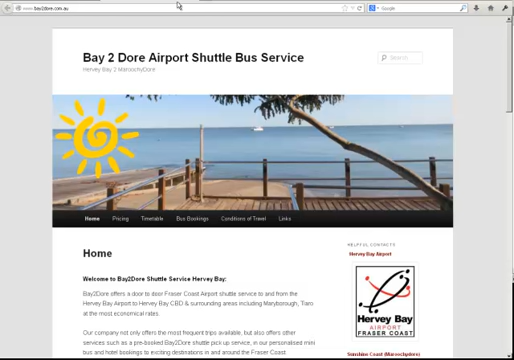 www.bay2dore.com.au
Google
Bay 2 Dore Airport Shuttle Bus Service
Hervey Bay 2 MaroochyDore
Search
Home Pricing Timetable Bus Bookings Conditions of Travel Links
Home
Welcome to Bay2Dore Shuttle Service Hervey Bay;
Bay2Dore offers a door to door Fraser Coast Airport shuttle service to and from the
Hervey Bay Airport to Hervey Bay CBD & surrounding areas including Maryborough, Tiaro
at the most economical rates.
Our company not only offers the most frequent trips available, but also offers other
services such as a pre-booked Bay2Dore shuttle pick up service, in our personalised mini
bus and hotel bookings to exciting destinations in and around the Fraser Coast
HELPFUL CONTACTS
Hervey Bay Airport
Hervey Bay
AIRPORT
FRASER COAST
Sunshine Coast (Maroochydore)